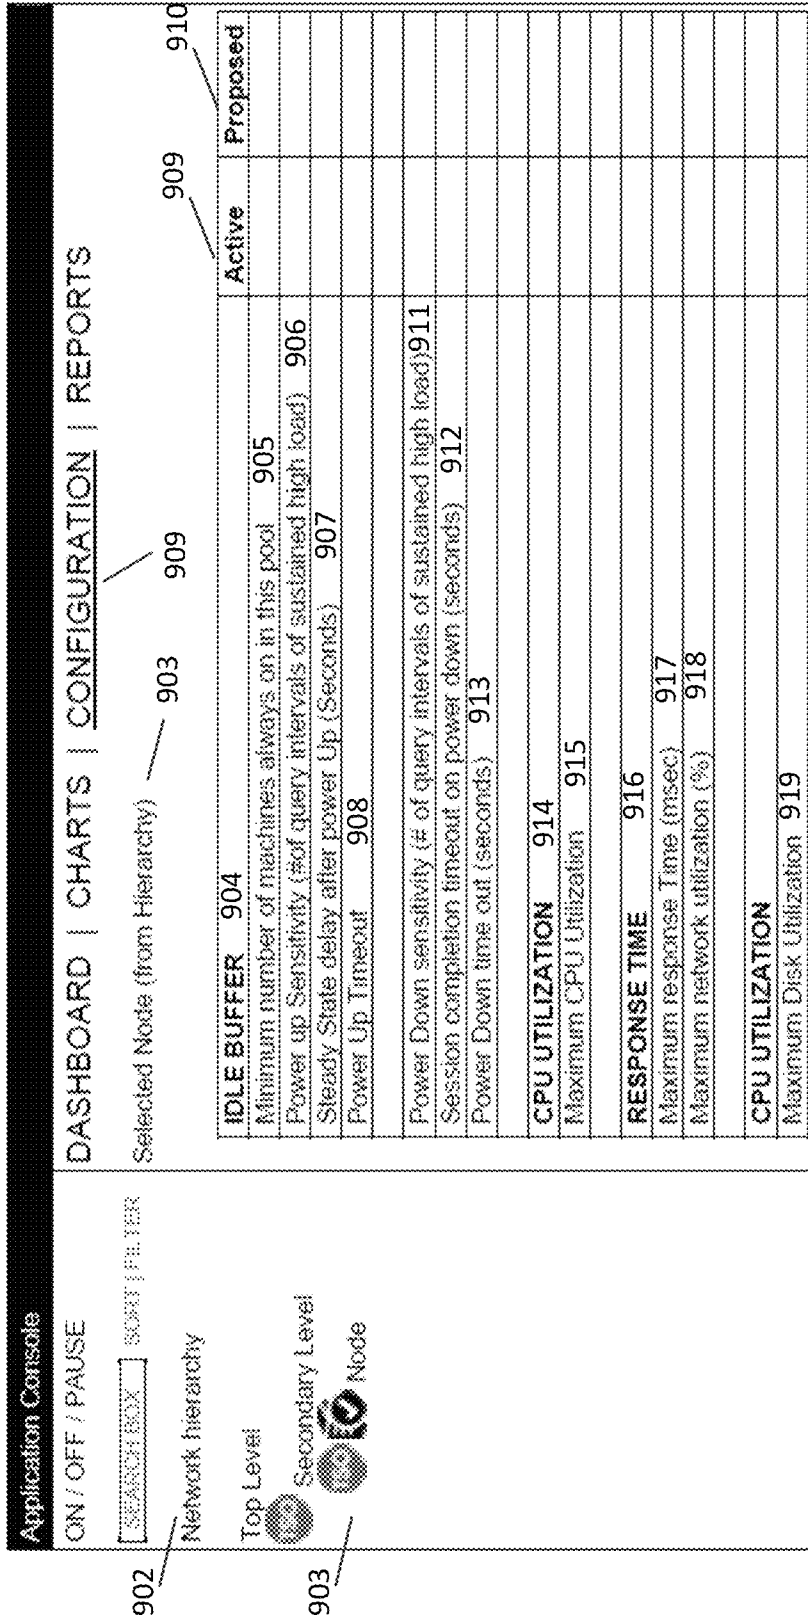 Application Console
ON / OFF / PAUSE
SEARCH BOX SORT | FILTER
902
Network hierarchy
Top Level
Secondary Level
903
Node
DASHBOARD | CHARTS | CONFIGURATION | REPORTS
909
Selected Node (from Hierarchy) 903
909
910
Active Proposed
IDLE BUFFER 904
Minimum number of machines always on in this pool 905
Power up Sensitivity (#of query intervals of sustained high load) 906
Steady State delay after power Up (Seconds) 907
Power Up Timeout 908
Power Down sensitivity (# of query intervals of sustained high load) 911
Session completion timeout on power down (seconds) 912
Power Down time out (seconds) 913
CPU UTILIZATION 914
Maximum CPU Utilization 915
RESPONSE TIME 916
Maximum response Time (msec) 917
Maximum network utilization (%) 918
CPU UTILIZATION
Maximum Disk Utilization 919